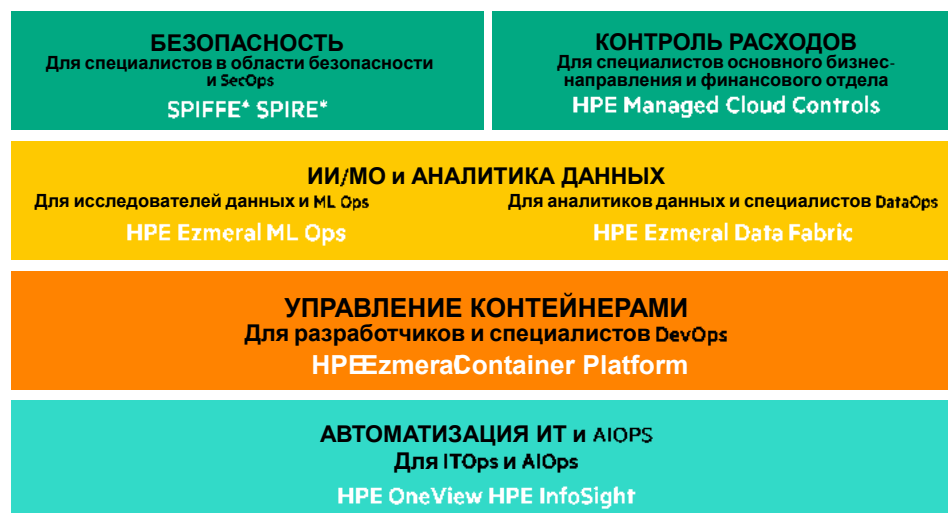 БЕЗОПАСНОСТЬ
Для специалистов в области безопасности
и SecOps
SPIFFE* SPIRE*
КОНТРОЛЬ РАСХОДОВ
Для специалистов основного бизнес-
направления и финансового отдела
HPE Managed Cloud Controls
ИИ/МО и АНАЛИТИКА ДАННЫХ
Для исследователей данных и ML Ops
HPE Ezmeral ML Ops
Для аналитиков данных и специалистов DataOps
HPE Ezmeral Data Fabric
УПРАВЛЕНИЕ КОНТЕЙНЕРАМИ
Для разработчиков и специалистов DevOps
HPEEzmeralContainer Platform
АВТОМАТИЗАЦИЯ ИТ и AIOPS
Для ITOps и AIOps
HPE OneView HPE InfoSight